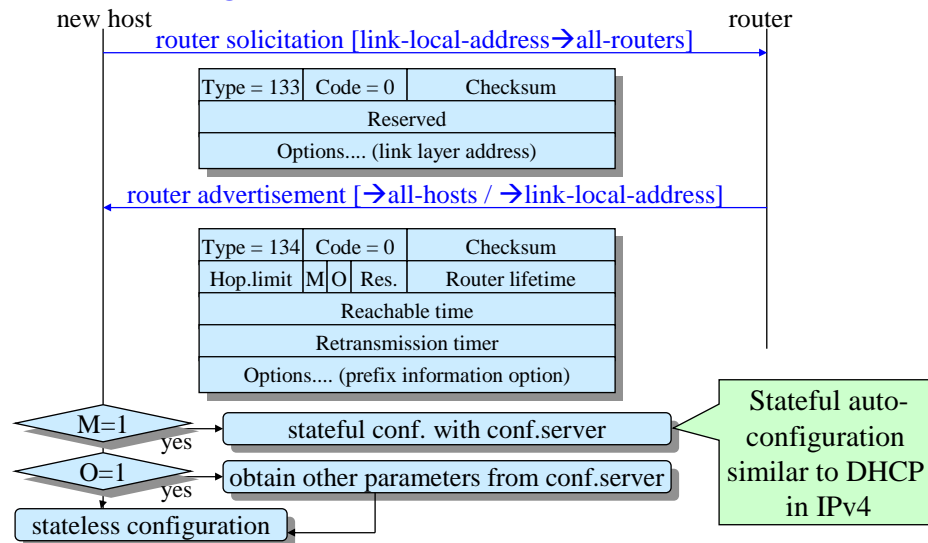 new host router
router solicitation [link-local-address→all-routers]
Type = 133 Code = 0 Checksum
Reserved
Options.... (link layer address)
router advertisement [→all-hosts / →link-local-address]
Type = 134 Code = 0 Checksum
Hop.limit M O Res. Router lifetime
Reachable time
Retransmission timer
Options.... (prefix information option)
M=1
yes
stateful conf. with conf.server
O=1
yes
obtain other parameters from conf.server
stateless configuration
Stateful auto-
configuration
similar to DHCP
in IPv4